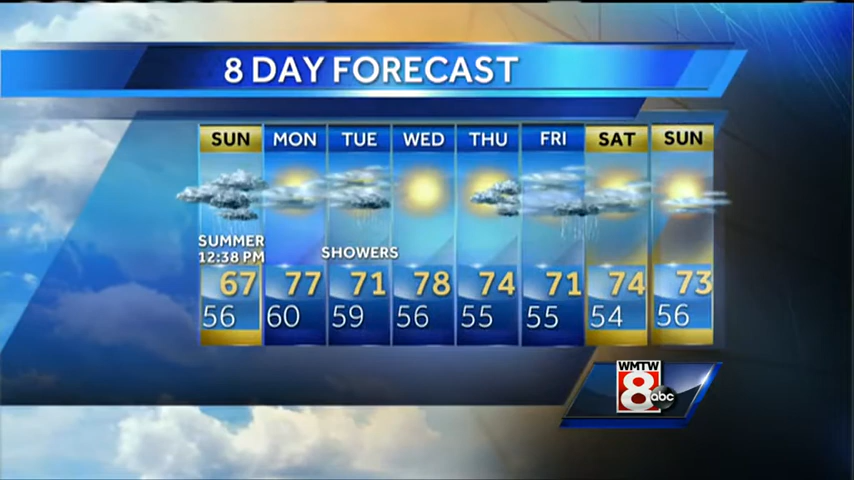 8 DAY FORECAST
SUN MON TUE WED THU FRI SAT SUN
SUMMER
12:38 PM
SHOWERS
67 77 71 78 74 71 74 73
56 60 59 56 55 55 54 56
WMTW
8
abc